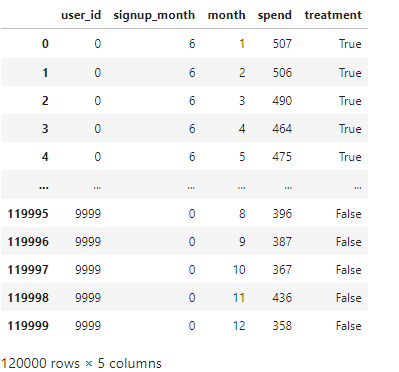 user_id signup_month month spend treatment
0 0 6 1 507 True
1 0 6 2 506 True
2 0 6 3 490 True
3 0 6 4 464 True
4 0 6 5 475 True
... ... ... ... ... ...
119995 9999 0 8 396 False
119996 9999 0 9 387 False
119997 9999 0 10 367 False
119998 9999 0 11 436 False
119999 9999 0 12 358 False
120000 rows × 5 columns